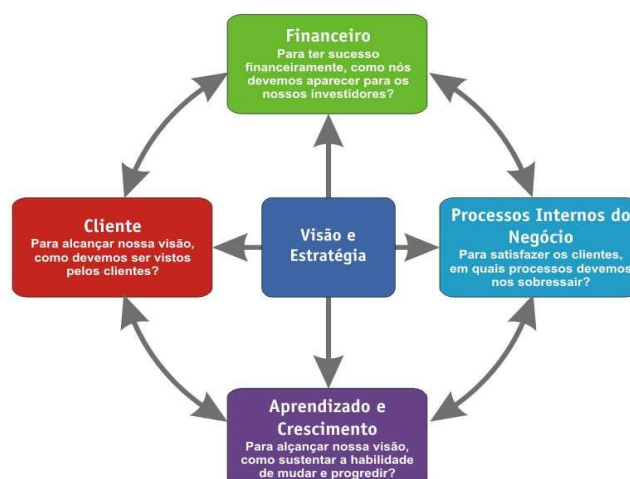 Financeiro
Para ter sucesso
financeiramente, como nós
devemos aparecer para os
nossos investidores?
Cliente
Para alcançar nossa visão,
como devemos ser vistos
pelos clientes?
Visão e
Estratégia
Processos Internos do
Negócio
Para satisfazer os clientes,
em quais processos devemos
nos sobressair?
Aprendizado e
Crescimento
Para alçançar nossa visão,
como sustentar a habilidade
de mudar e progredir?